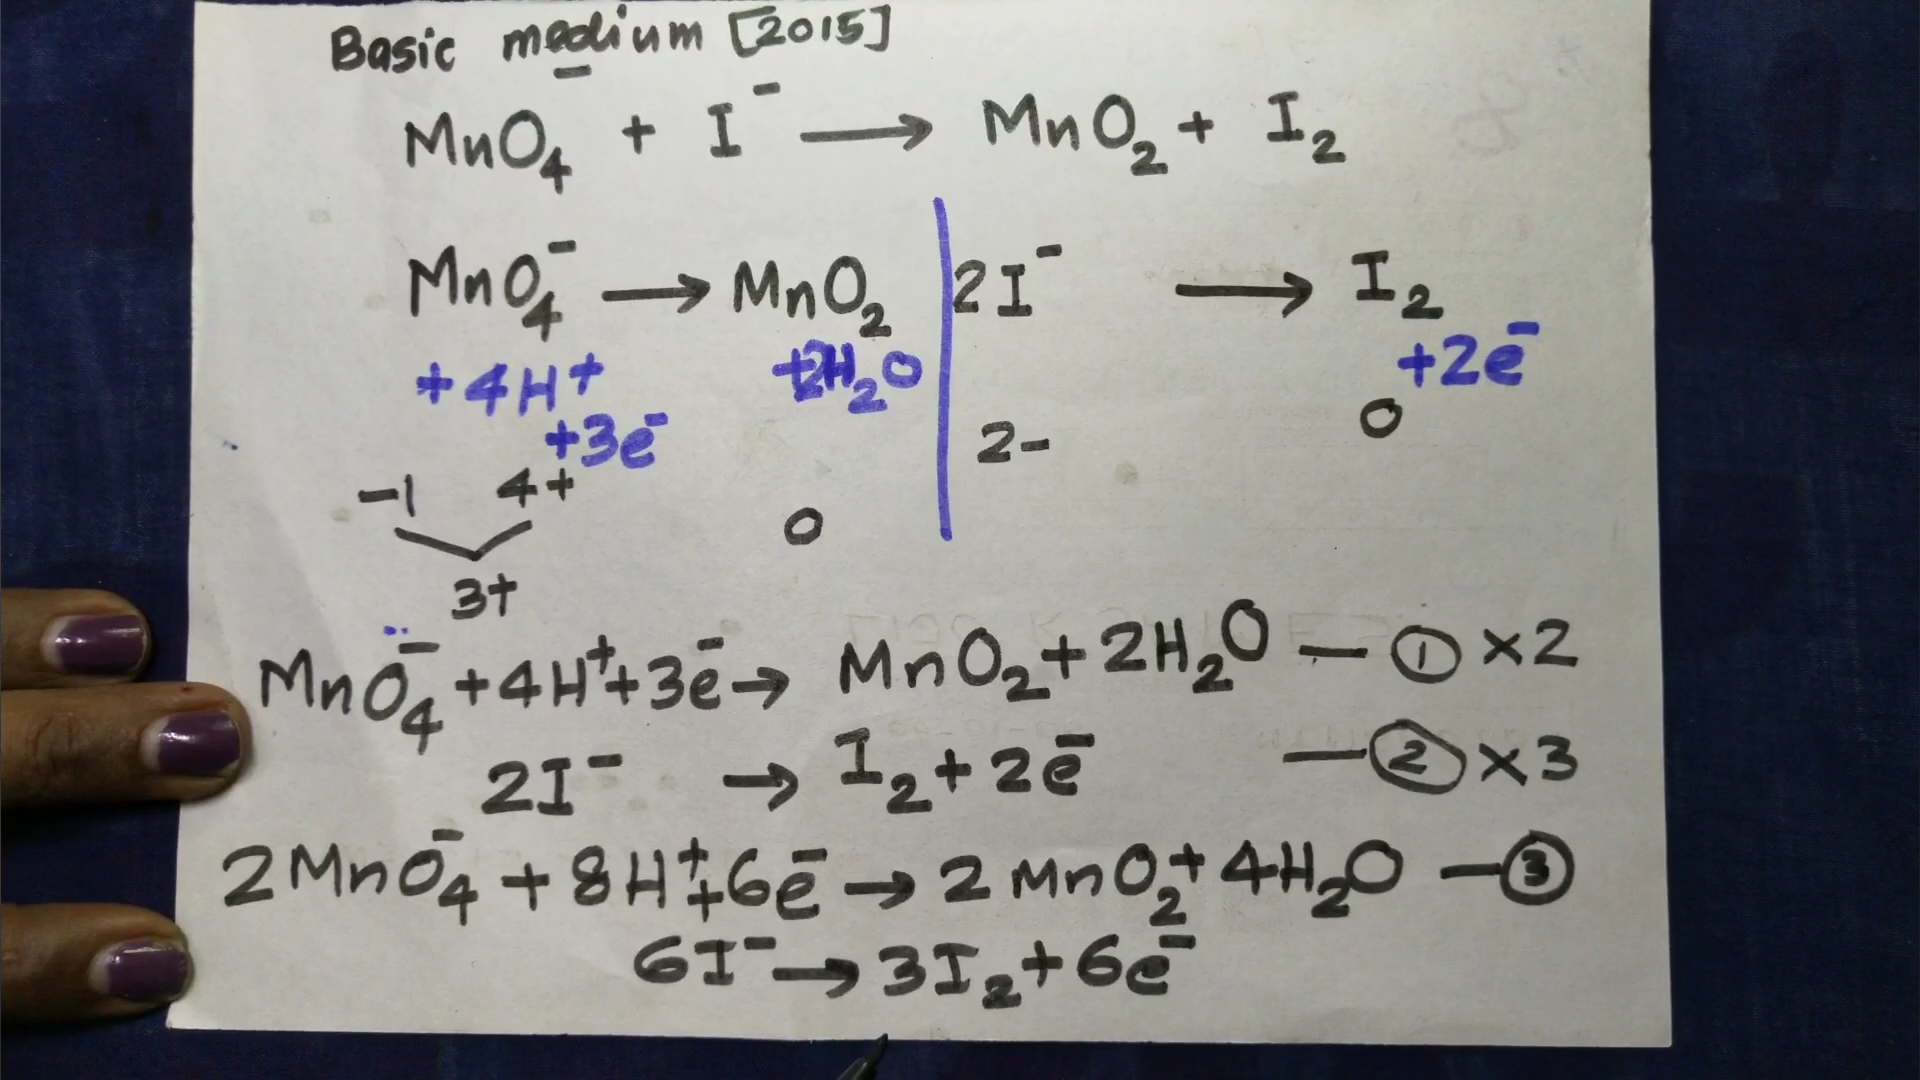 Basic medium [2015]
MnO₄⁻ + I⁻ ⟶ MnO₂ + I₂
MnO₄⁻ ⟶ MnO₂ | 2I⁻ ⟶ I₂
+4H⁺ +2H₂O +2e⁻
+3e⁻ 2- 0
-1 4+ 0
3+
MnO₄⁻ + 4H⁺ + 3e⁻ → MnO₂ + 2H₂O — ① ×2
2I⁻ → I₂ + 2e⁻ — ② ×3
2MnO₄⁻ + 8H⁺ + 6e⁻ → 2MnO₂ + 4H₂O — ③
6I⁻ → 3I₂ + 6e⁻